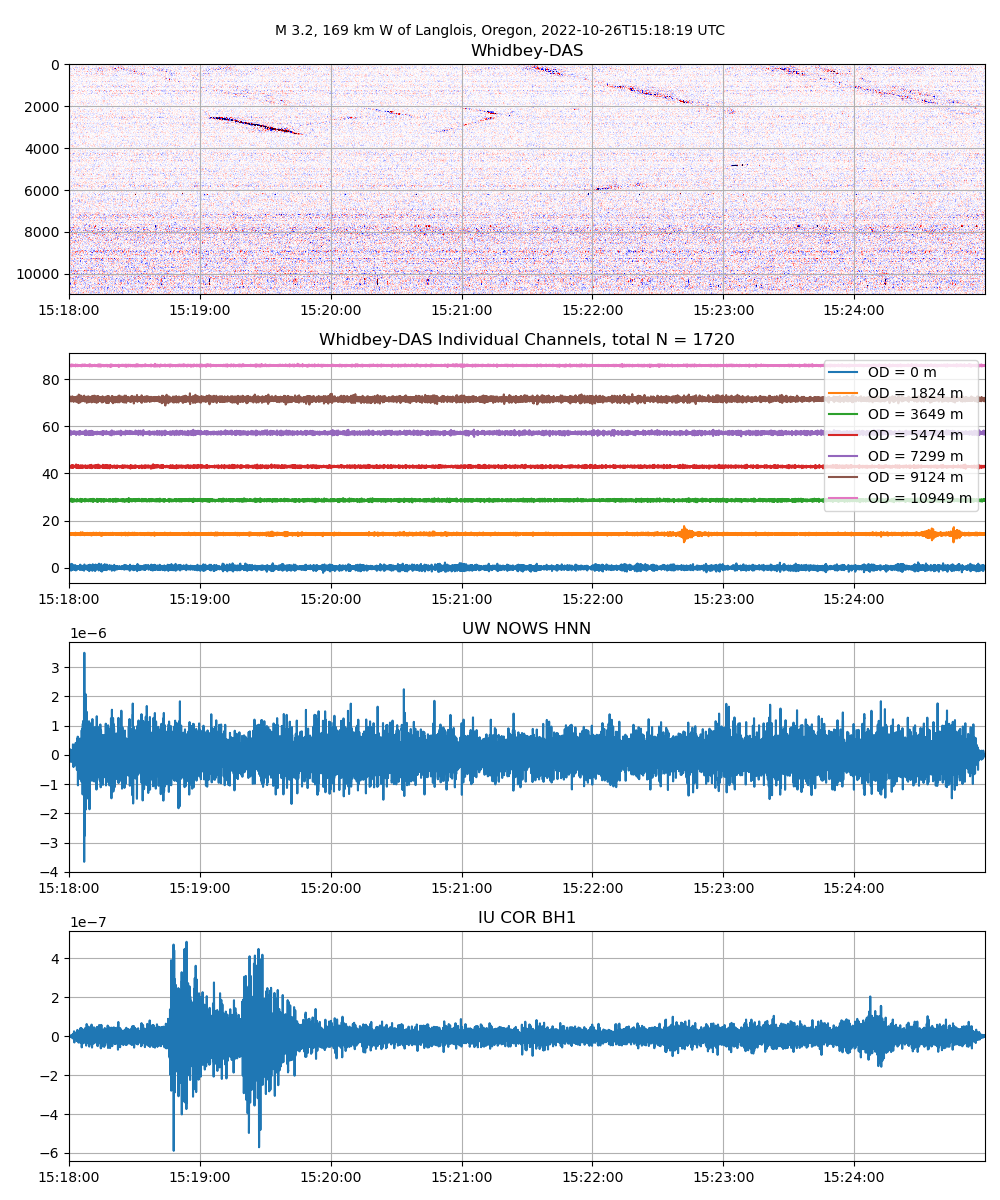 M 3.2, 169 km W of Langlois, Oregon, 2022-10-26T15:18:19 UTC
Whidbey-DAS
0
2000
4000
6000
8000
10000
15:18:00 15:19:00 15:20:00 15:21:00 15:22:00 15:23:00 15:24:00
Whidbey-DAS Individual Channels, total N = 1720
80
60
40
20
0
OD = 0 m
OD = 1824 m
OD = 3649 m
OD = 5474 m
OD = 7299 m
OD = 9124 m
OD = 10949 m
15:18:00 15:19:00 15:20:00 15:21:00 15:22:00 15:23:00 15:24:00
UW NOWS HNN
1e−6
3
2
1
0
−1
−2
−3
−4
15:18:00 15:19:00 15:20:00 15:21:00 15:22:00 15:23:00 15:24:00
IU COR BH1
1e−7
4
2
0
−2
−4
−6
15:18:00 15:19:00 15:20:00 15:21:00 15:22:00 15:23:00 15:24:00